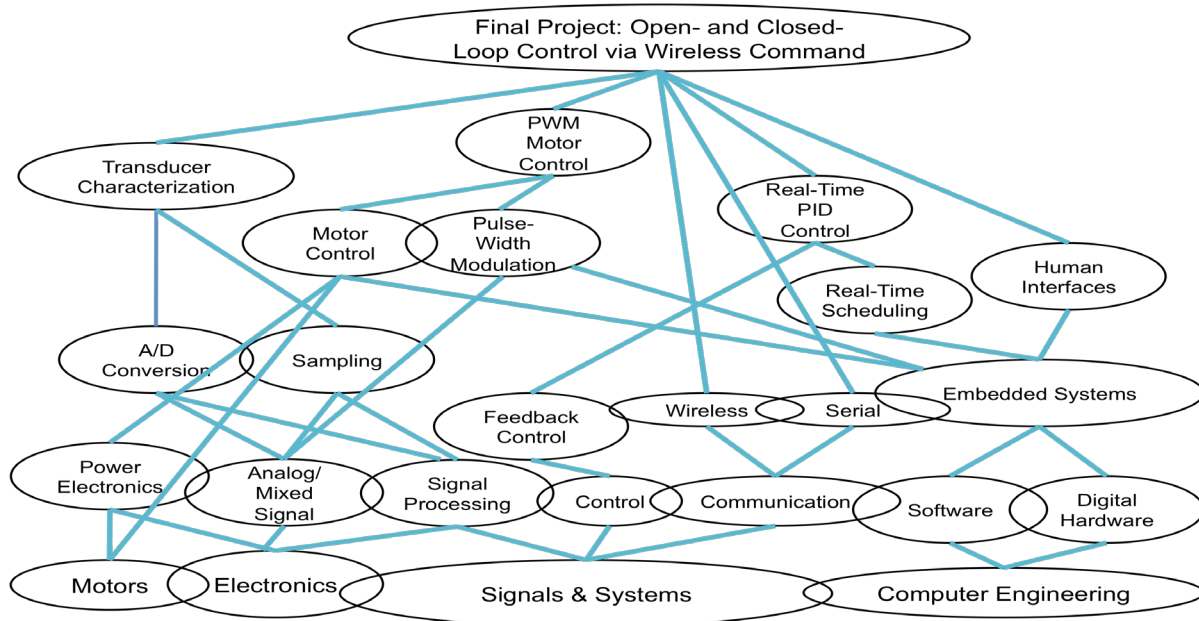 Final Project: Open- and Closed-
Loop Control via Wireless Command
PWM
Motor
Control
Transducer
Characterization
Real-Time
PID
Control
Motor
Control
Pulse-
Width
Modulation
Human
Interfaces
Real-Time
Scheduling
A/D
Conversion
Sampling
Embedded Systems
Feedback
Control
Wireless
Serial
Power
Electronics
Analog/
Mixed
Signal
Signal
Processing
Control
Communication
Software
Digital
Hardware
Motors
Electronics
Signals & Systems
Computer Engineering